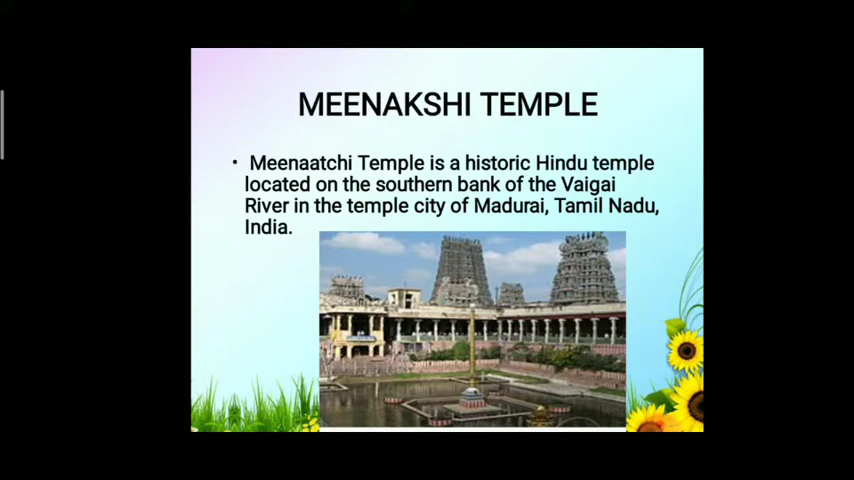 MEENAKSHI TEMPLE
• Meenaatchi Temple is a historic Hindu temple
located on the southern bank of the Vaigai
River in the temple city of Madurai, Tamil Nadu,
India.